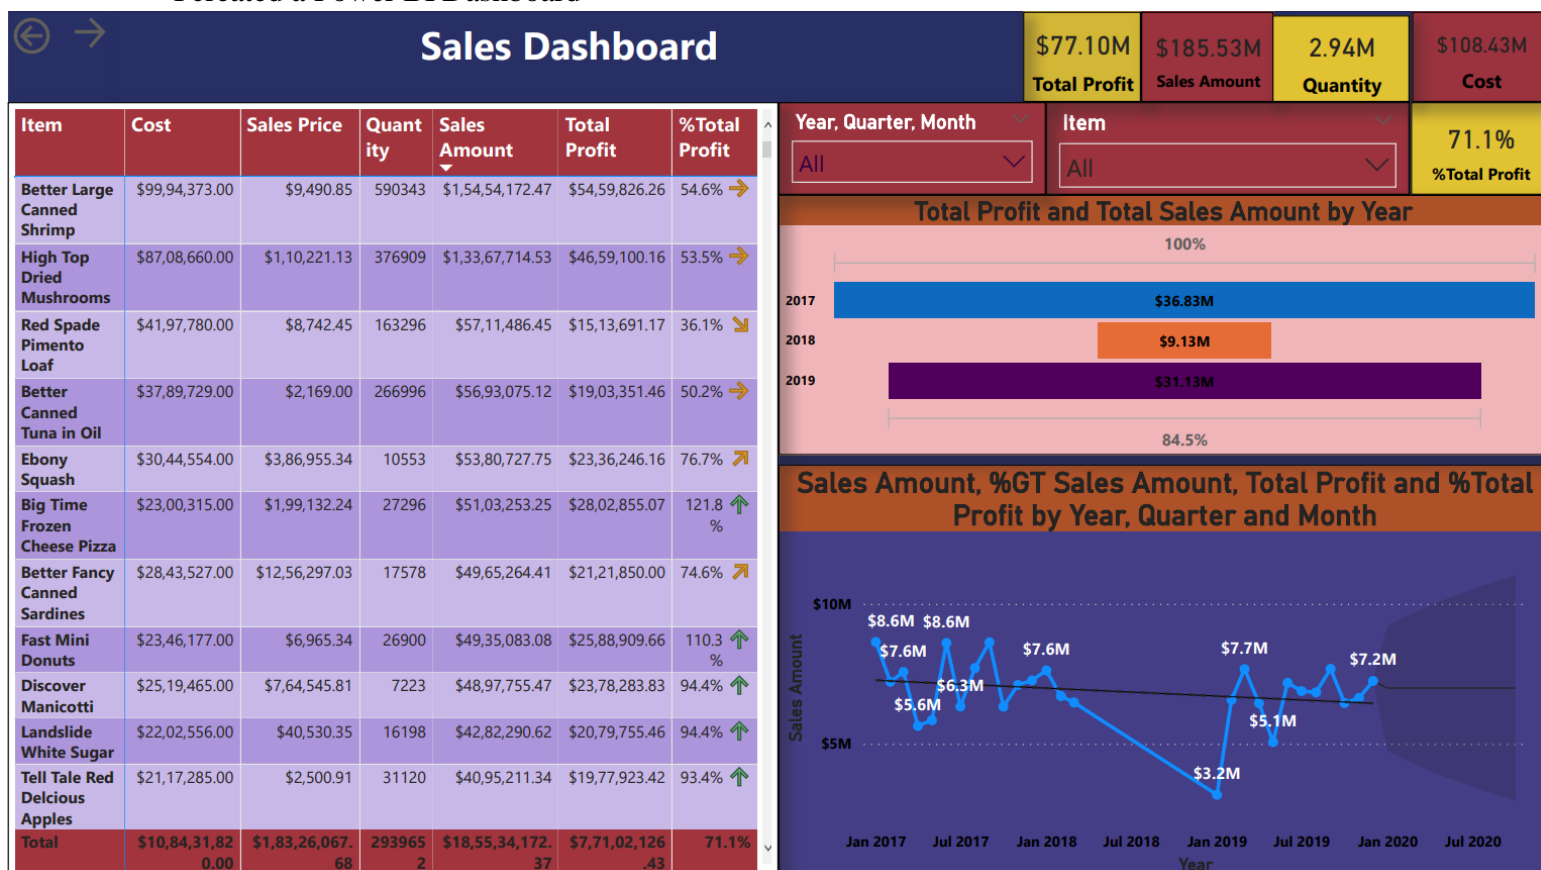 I created a Power BI Dashboard
Sales Dashboard
$77.10M
Total Profit
$185.53M
Sales Amount
2.94M
Quantity
$108.43M
Cost
Item Cost Sales Price Quant Sales Total %Total
ity Amount Profit Profit
Better Large $99,94,373.00 $9,490.85 590343 $1,54,54,172.47 $54,59,826.26 54.6%
Canned
Shrimp
High Top $87,08,660.00 $1,10,221.13 376909 $1,33,67,714.53 $46,59,100.16 53.5%
Dried
Mushrooms
Red Spade $41,97,780.00 $8,742.45 163296 $57,11,486.45 $15,13,691.17 36.1%
Pimento
Loaf
Better $37,89,729.00 $2,169.00 266996 $56,93,075.12 $19,03,351.46 50.2%
Canned
Tuna in Oil
Ebony $30,44,554.00 $3,86,955.34 10553 $53,80,727.75 $23,36,246.16 76.7%
Squash
Big Time $23,00,315.00 $1,99,132.24 27296 $51,03,253.25 $28,02,855.07 121.8
Frozen %
Cheese Pizza
Better Fancy $28,43,527.00 $12,56,297.03 17578 $49,65,264.41 $21,21,850.00 74.6%
Canned
Sardines
Fast Mini $23,46,177.00 $6,965.34 26900 $49,35,083.08 $25,88,909.66 110.3
Donuts %
Discover $25,19,465.00 $7,64,545.81 7223 $48,97,755.47 $23,78,283.83 94.4%
Manicotti
Landslide $22,02,556.00 $40,530.35 16198 $42,82,290.62 $20,79,755.46 94.4%
White Sugar
Tell Tale Red $21,17,285.00 $2,500.91 31120 $40,95,211.34 $19,77,923.42 93.4%
Delcious
Apples
Total $10,84,31,82 $1,83,26,067. 293965 $18,55,34,172. $7,71,02,126 71.1%
0.00 68 2 37 .43
Year, Quarter, Month
All
Item
All
71.1%
%Total Profit
Total Profit and Total Sales Amount by Year
100%
2017 $36.83M
2018 $9.13M
2019 $31.13M
84.5%
Sales Amount, %GT Sales Amount, Total Profit and %Total
Profit by Year, Quarter and Month
Sales Amount
$10M
$5M
$8.6M $8.6M
$7.6M
$5.6M
$6.3M
$7.6M
$3.2M
$7.7M
$5.1M
$7.2M
Jan 2017 Jul 2017 Jan 2018 Jul 2018 Jan 2019 Jul 2019 Jan 2020 Jul 2020
Year